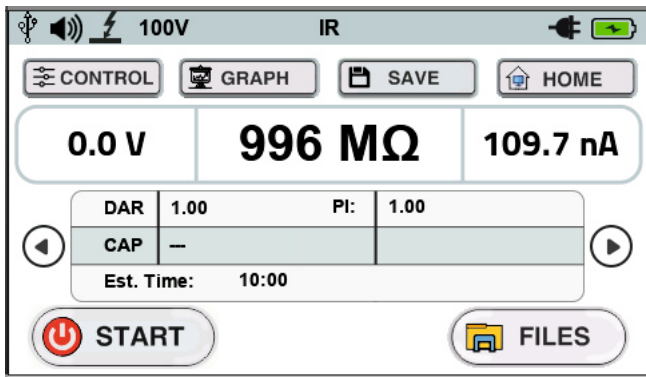 100V IR
CONTROL GRAPH SAVE HOME
0.0 V 996 MΩ 109.7 nA
DAR 1.00 PI: 1.00
CAP ---
Est. Time: 10:00
START FILES